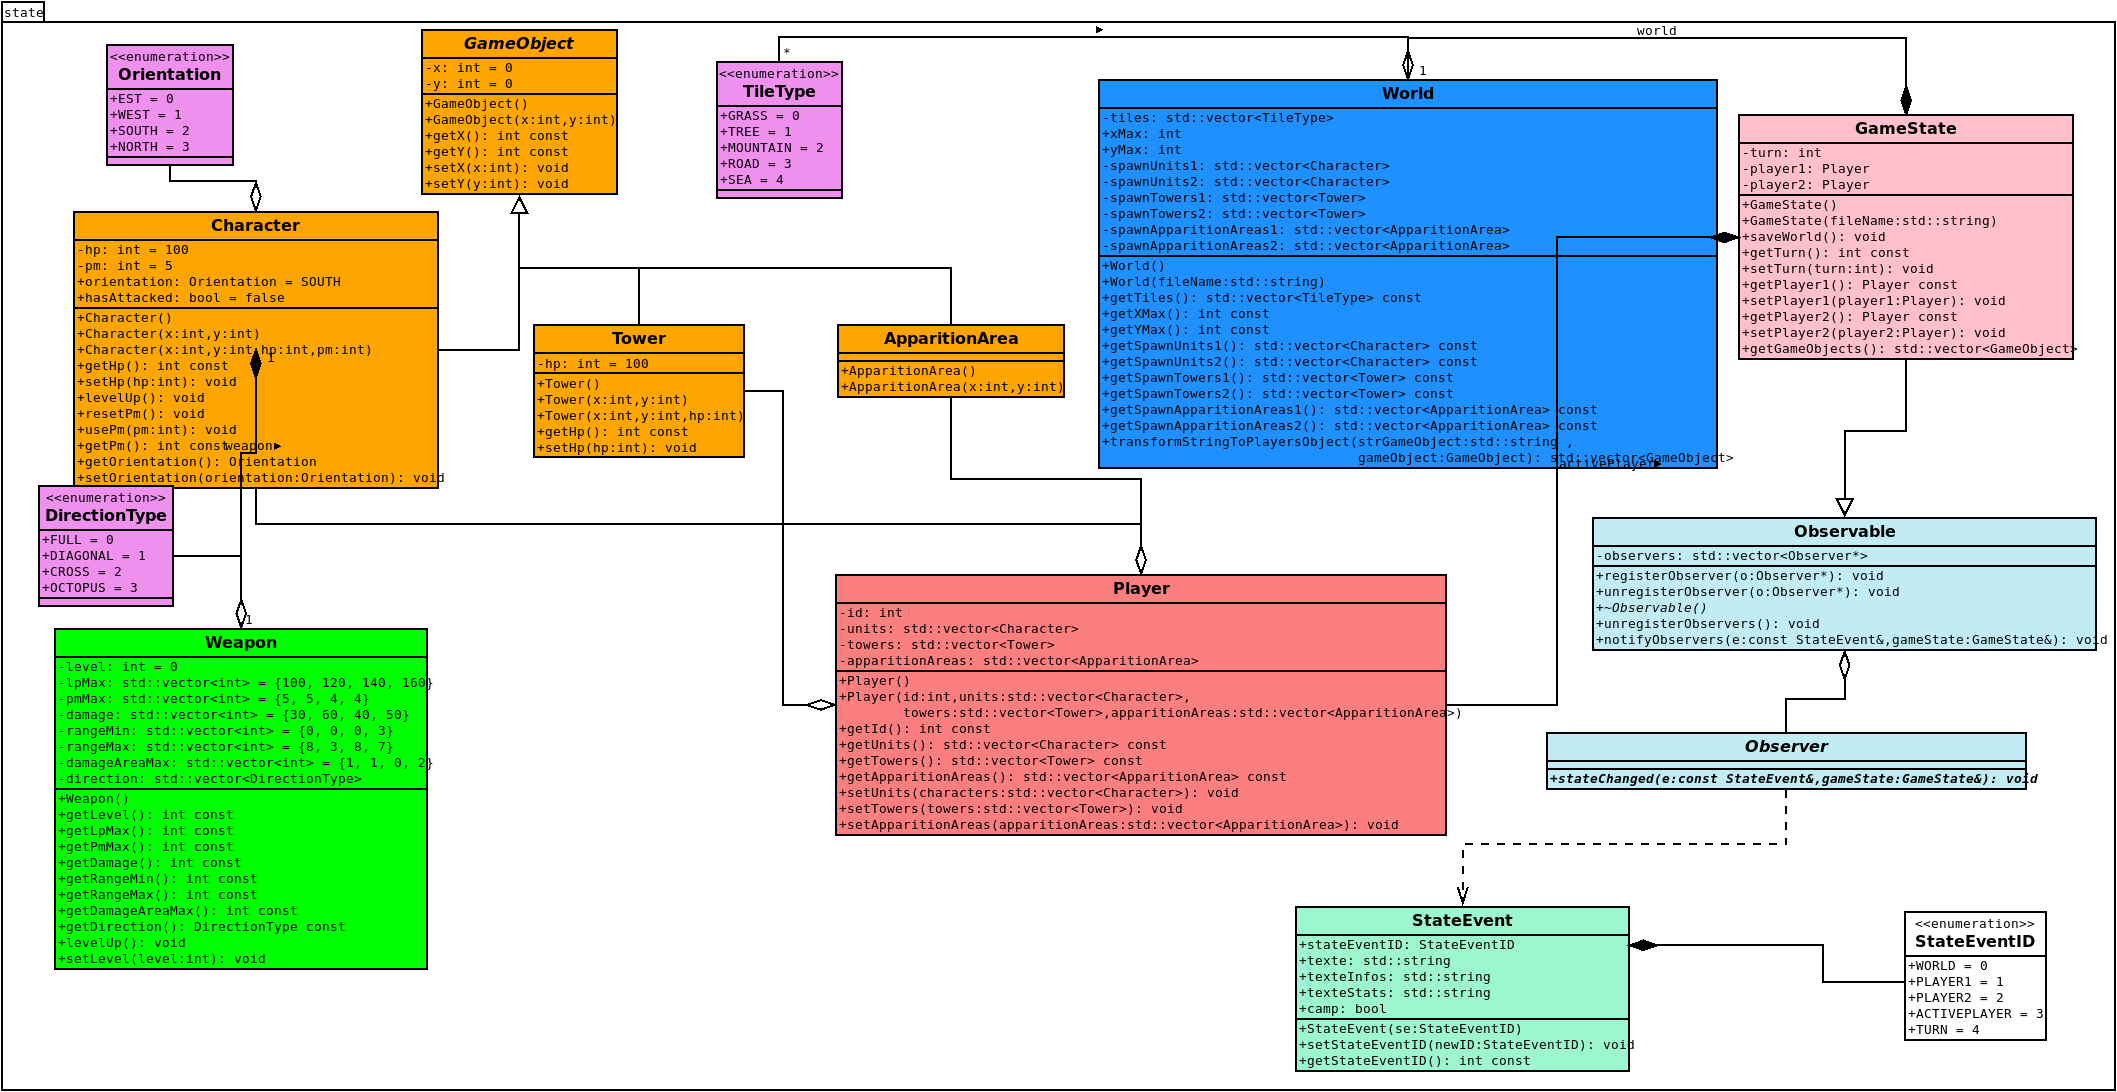 state
<<enumeration>>
Orientation
+EST = 0
+WEST = 1
+SOUTH = 2
+NORTH = 3
GameObject
-x: int = 0
-y: int = 0
+GameObject()
+GameObject(x:int,y:int)
+getX(): int const
+getY(): int const
+setX(x:int): void
+setY(y:int): void
*
<<enumeration>>
TileType
+GRASS = 0
+TREE = 1
+MOUNTAIN = 2
+ROAD = 3
+SEA = 4
1
world
World
-tiles: std::vector<TileType>
+xMax: int
+yMax: int
-spawnUnits1: std::vector<Character>
-spawnUnits2: std::vector<Character>
-spawnTowers1: std::vector<Tower>
-spawnTowers2: std::vector<Tower>
-spawnApparitionAreas1: std::vector<ApparitionArea>
-spawnApparitionAreas2: std::vector<ApparitionArea>
+World()
+World(fileName:std::string)
+getTiles(): std::vector<TileType> const
+getXMax(): int const
+getYMax(): int const
+getSpawnUnits1(): std::vector<Character> const
+getSpawnUnits2(): std::vector<Character> const
+getSpawnTowers1(): std::vector<Tower> const
+getSpawnTowers2(): std::vector<Tower> const
+getSpawnApparitionAreas1(): std::vector<ApparitionArea> const
+getSpawnApparitionAreas2(): std::vector<ApparitionArea> const
+transformStringToPlayersObject(strGameObject:std::string ,
gameObject:GameObject): std::vector<GameObject>
activePlayer
GameState
-turn: int
-player1: Player
-player2: Player
+GameState()
+GameState(fileName:std::string)
+saveWorld(): void
+getTurn(): int const
+setTurn(turn:int): void
+getPlayer1(): Player const
+setPlayer1(player1:Player): void
+getPlayer2(): Player const
+setPlayer2(player2:Player): void
+getGameObjects(): std::vector<GameObject>
Character
-hp: int = 100
-pm: int = 5
+orientation: Orientation = SOUTH
+hasAttacked: bool = false
+Character()
+Character(x:int,y:int)
+Character(x:int,y:int,hp:int,pm:int)
1
+getHp(): int const
+setHp(hp:int): void
+levelUp(): void
+resetPm(): void
+usePm(pm:int): void
+getPm(): int const
weapon
+getOrientation(): Orientation
+setOrientation(orientation:Orientation): void
Tower
-hp: int = 100
+Tower()
+Tower(x:int,y:int)
+Tower(x:int,y:int,hp:int)
+getHp(): int const
+setHp(hp:int): void
ApparitionArea
+ApparitionArea()
+ApparitionArea(x:int,y:int)
<<enumeration>>
DirectionType
+FULL = 0
+DIAGONAL = 1
+CROSS = 2
+OCTOPUS = 3
1
Weapon
-level: int = 0
-lpMax: std::vector<int> = {100, 120, 140, 160}
-pmMax: std::vector<int> = {5, 5, 4, 4}
-damage: std::vector<int> = {30, 60, 40, 50}
-rangeMin: std::vector<int> = {0, 0, 0, 3}
-rangeMax: std::vector<int> = {8, 3, 8, 7}
-damageAreaMax: std::vector<int> = {1, 1, 0, 2}
-direction: std::vector<DirectionType>
+Weapon()
+getLevel(): int const
+getLpMax(): int const
+getPmMax(): int const
+getDamage(): int const
+getRangeMin(): int const
+getRangeMax(): int const
+getDamageAreaMax(): int const
+getDirection(): DirectionType const
+levelUp(): void
+setLevel(level:int): void
Player
-id: int
-units: std::vector<Character>
-towers: std::vector<Tower>
-apparitionAreas: std::vector<ApparitionArea>
+Player()
+Player(id:int,units:std::vector<Character>,
towers:std::vector<Tower>,apparitionAreas:std::vector<ApparitionArea>)
+getId(): int const
+getUnits(): std::vector<Character> const
+getTowers(): std::vector<Tower> const
+getApparitionAreas(): std::vector<ApparitionArea> const
+setUnits(characters:std::vector<Character>): void
+setTowers(towers:std::vector<Tower>): void
+setApparitionAreas(apparitionAreas:std::vector<ApparitionArea>): void
Observable
-observers: std::vector<Observer*>
+registerObserver(o:Observer*): void
+unregisterObserver(o:Observer*): void
+~Observable()
+unregisterObservers(): void
+notifyObservers(e:const StateEvent&,gameState:GameState&): void
Observer
+stateChanged(e:const StateEvent&,gameState:GameState&): void
StateEvent
+stateEventID: StateEventID
+texte: std::string
+texteInfos: std::string
+texteStats: std::string
+camp: bool
+StateEvent(se:StateEventID)
+setStateEventID(newID:StateEventID): void
+getStateEventID(): int const
<<enumeration>>
StateEventID
+WORLD = 0
+PLAYER1 = 1
+PLAYER2 = 2
+ACTIVEPLAYER = 3
+TURN = 4